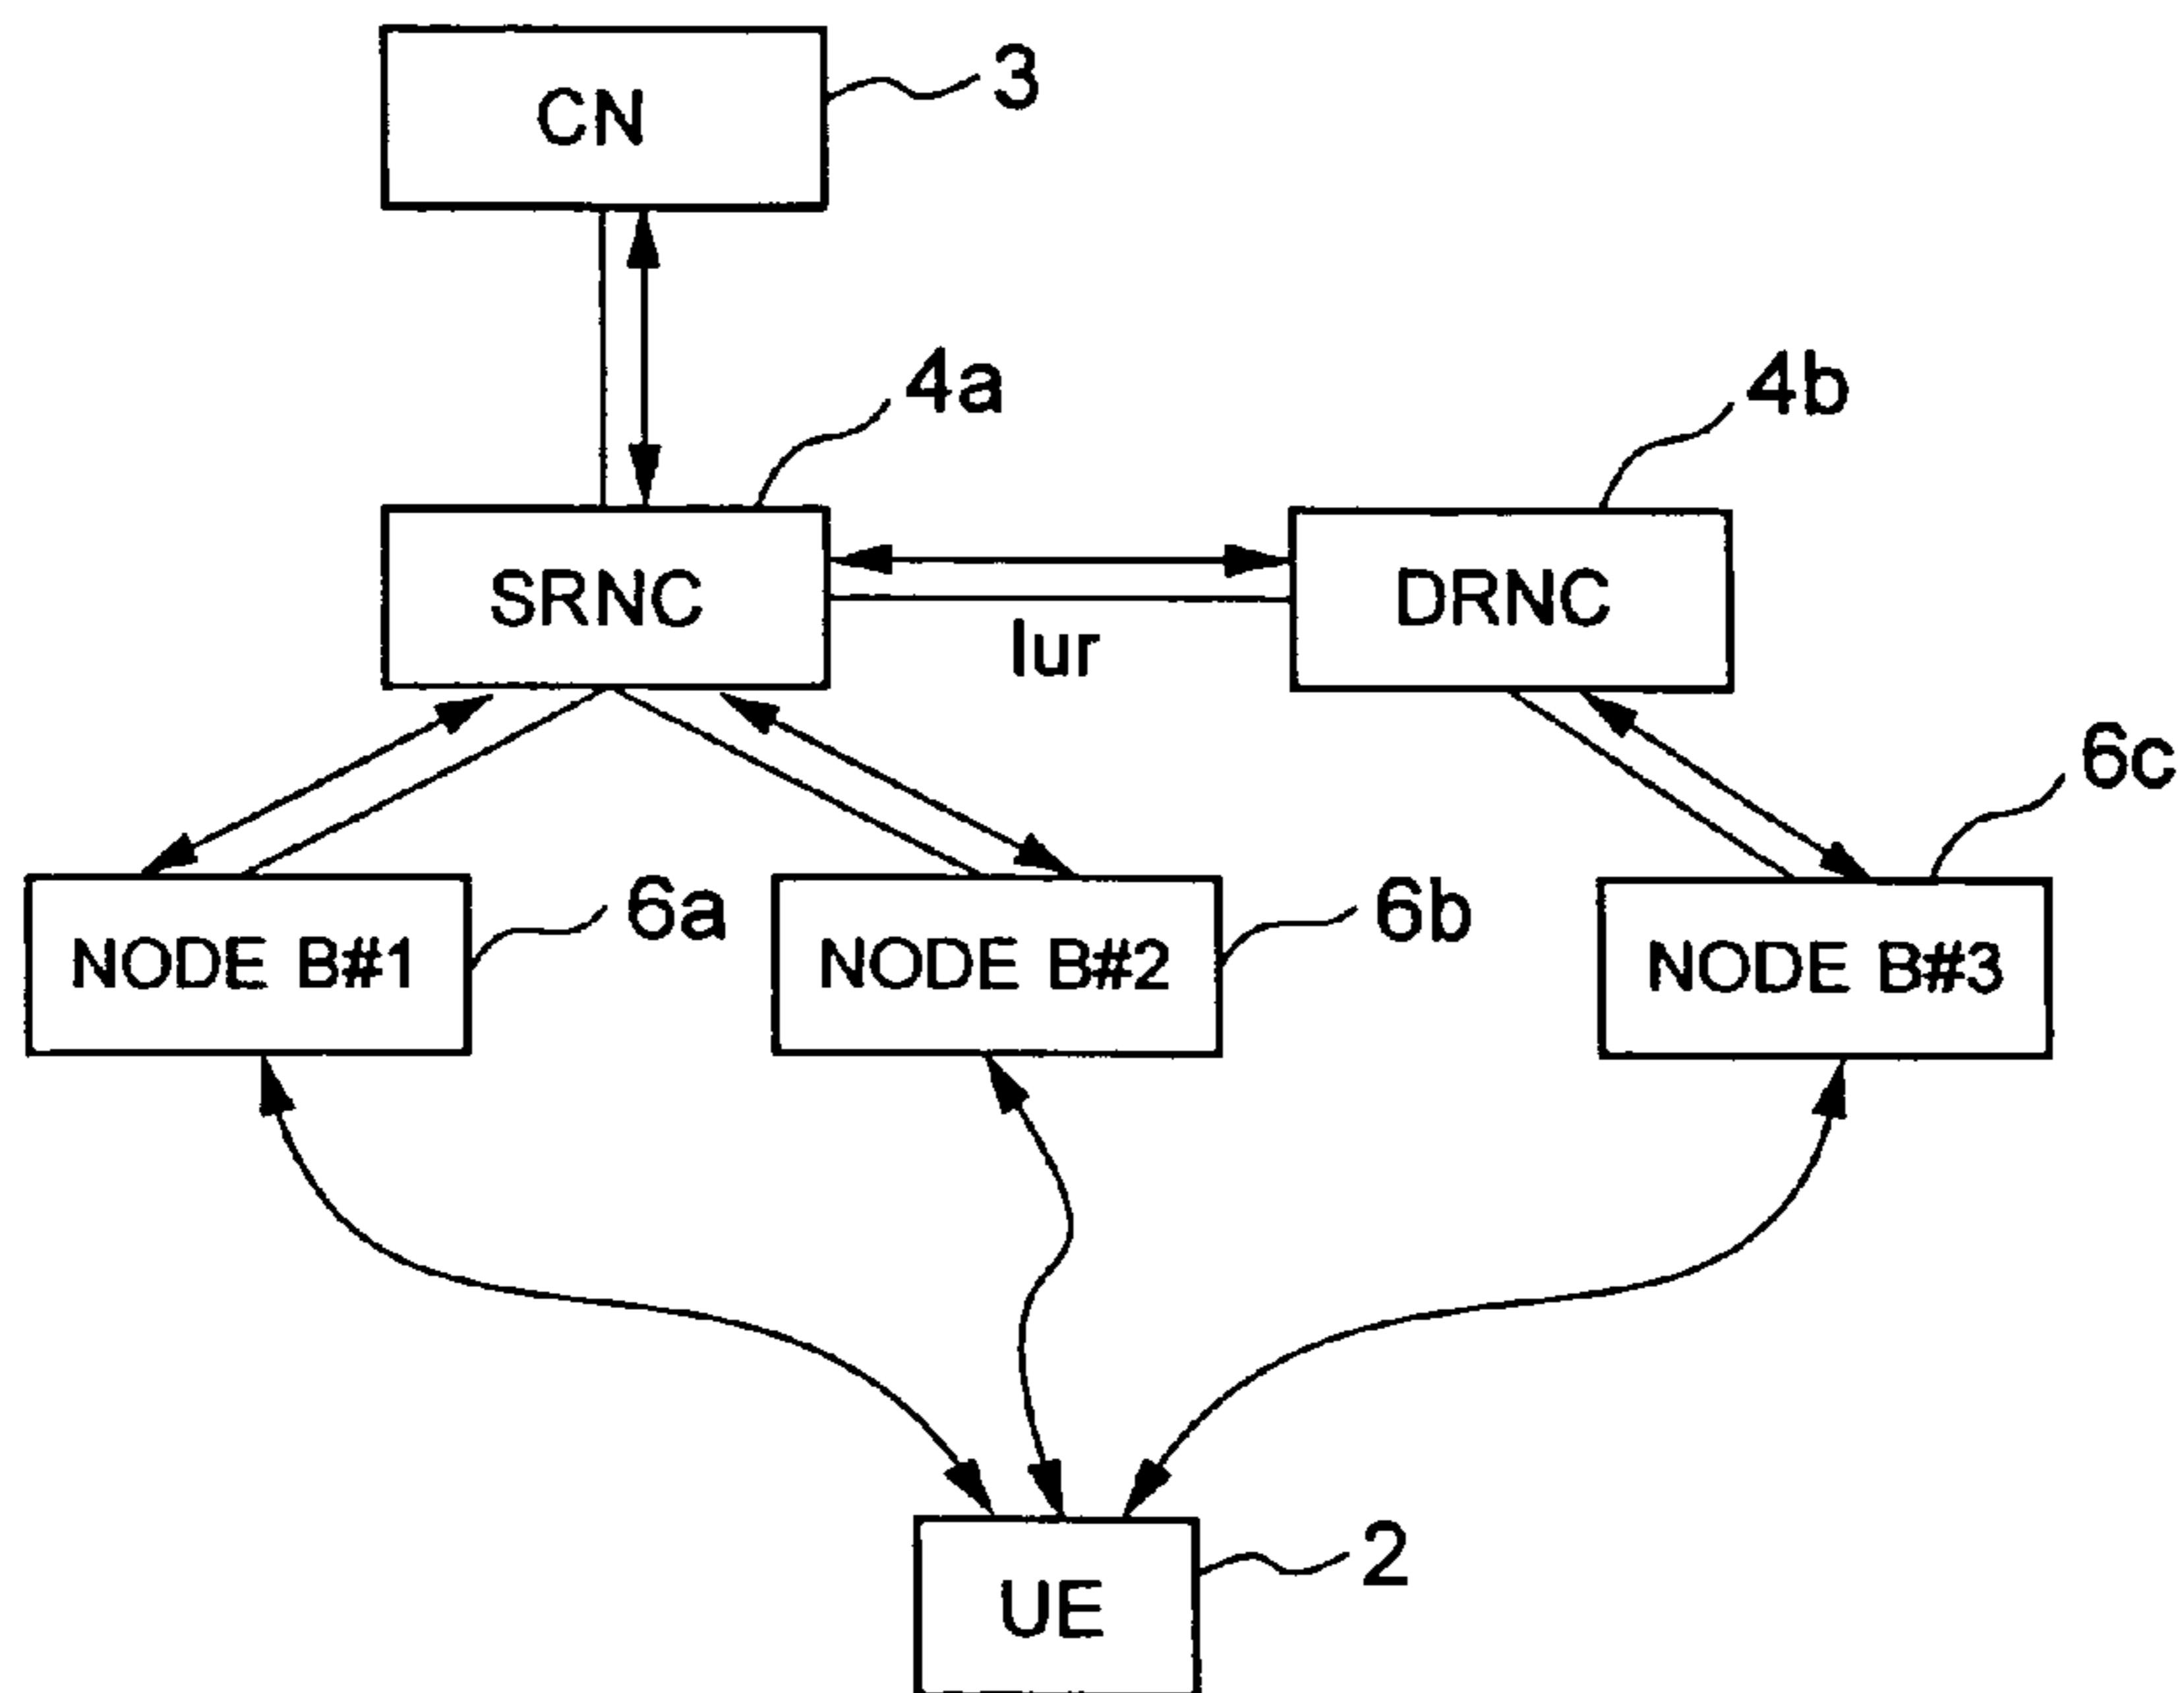 CN
3
4a
4b
SRNC
DRNC
Iur
6c
6a
6b
NODE B#1
NODE B#2
NODE B#3
2
UE